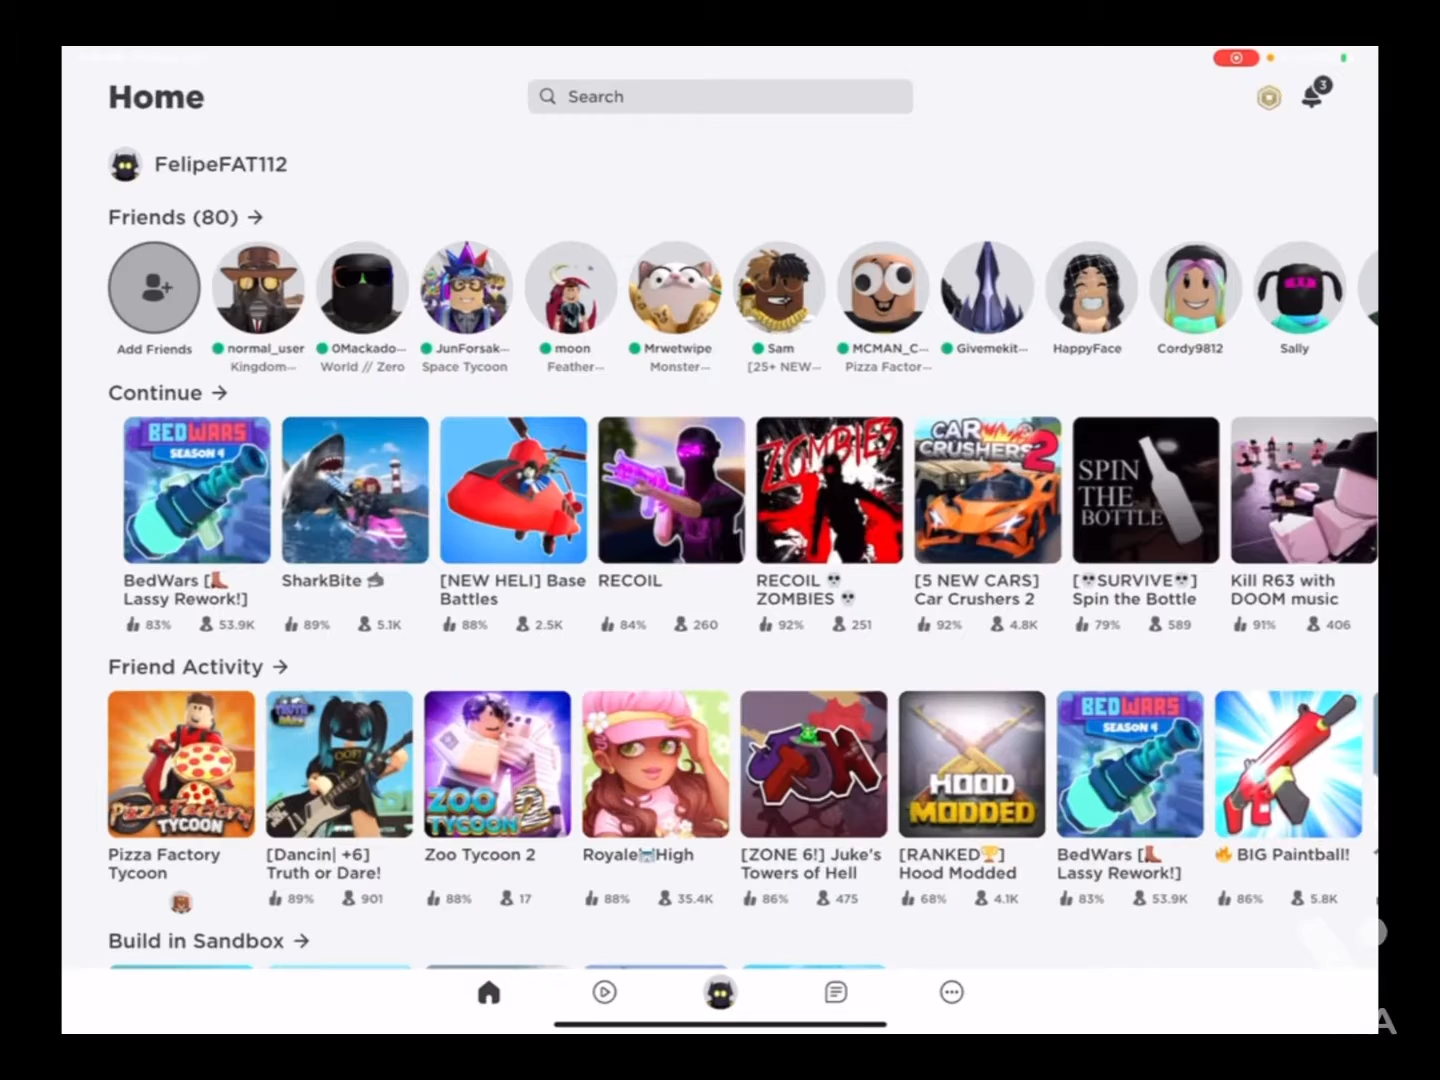 Home
Search
3
FelipeFAT112
Friends (80) →
Add Friends
normal_user
Kingdom...
0Mackado...
World // Zero
JunForsak...
Space Tycoon
moon
Feather...
Mrwetwipe
Monster...
Sam
[25+ NEW...
MCMAN_C...
Pizza Factor...
Givemekit...
HappyFace
Cordy9812
Sally
Continue →
BEDWARS
SEASON 4
ZOMBIES
CAR CRUSHERS 2
SPIN
THE
BOTTLE
BedWars [👢
Lassy Rework!]
83% 53.9K
SharkBite 🦈
89% 5.1K
[NEW HELI] Base
Battles
88% 2.5K
RECOIL
84% 260
RECOIL 💀
ZOMBIES 💀
92% 251
[5 NEW CARS]
Car Crushers 2
92% 4.8K
[💀SURVIVE💀]
Spin the Bottle
79% 589
Kill R63 with
DOOM music
91% 406
Friend Activity →
Pizza Factory
TYCOON
OOF!
ZOO
TYCOON 2
JTOH
HOOD
MODDED
BEDWARS
SEASON 4
Pizza Factory
Tycoon
[Dancin| +6]
Truth or Dare!
89% 901
Zoo Tycoon 2
88% 17
Royale🏰High
88% 35.4K
[ZONE 6!] Juke's
Towers of Hell
86% 475
[RANKED🏆]
Hood Modded
68% 4.1K
BedWars [👢
Lassy Rework!]
83% 53.9K
🔥 BIG Paintball!
86% 5.8K
Build in Sandbox →